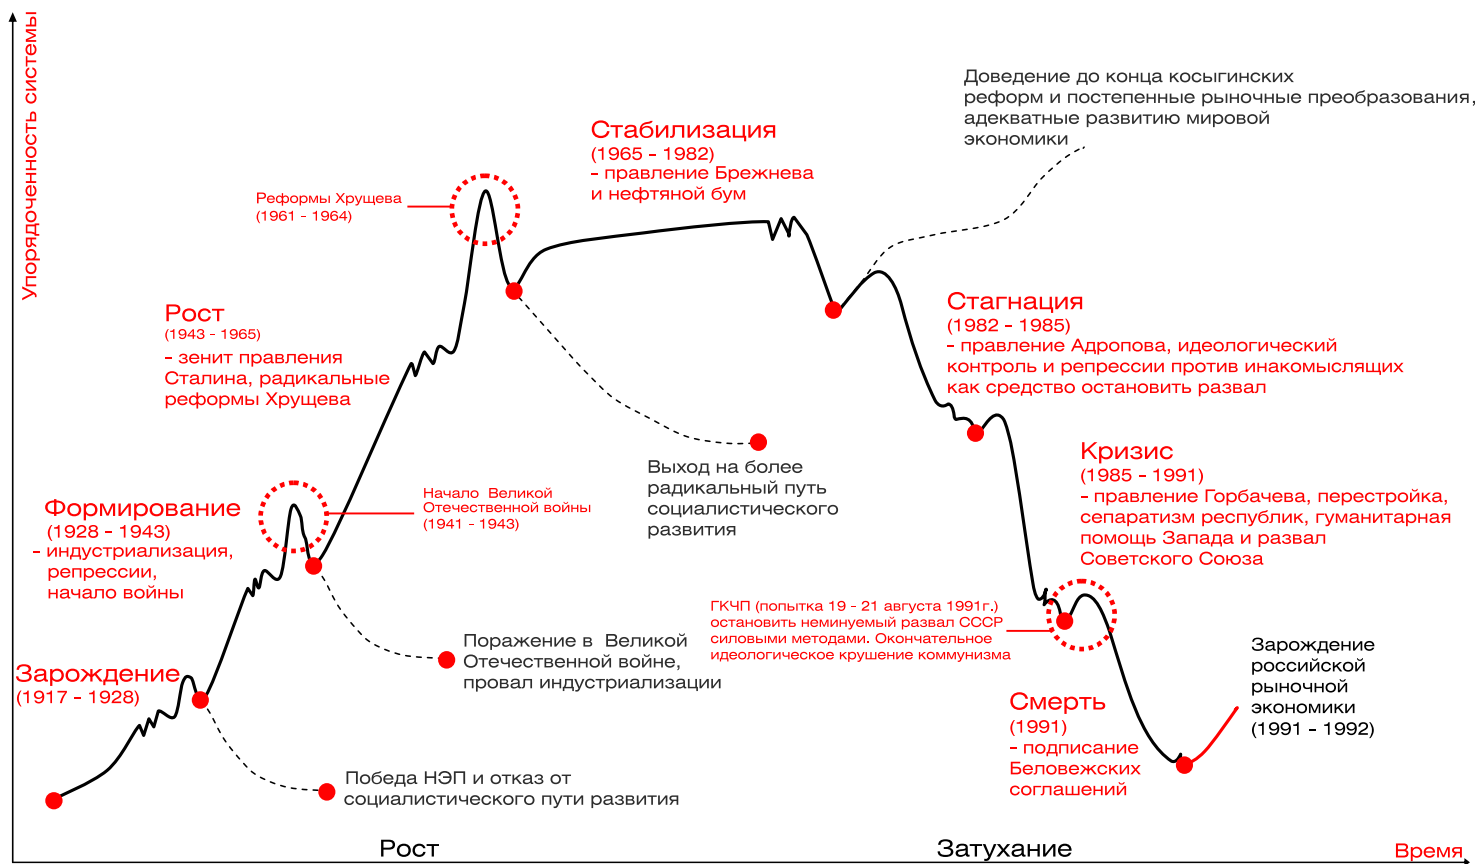 Упорядоченность системы
Доведение до конца косыгинских
реформ и постепенные рыночные преобразования,
адекватные развитию мировой
экономики
Стабилизация
(1965 - 1982)
- правление Брежнева
и нефтяной бум
Реформы Хрущева
(1961 - 1964)
Рост
(1943 - 1965)
- зенит правления
Сталина, радикальные
реформы Хрущева
Стагнация
(1982 - 1985)
- правление Адропова, идеологический
контроль и репрессии против инакомыслящих
как средство остановить развал
Выход на более
радикальный путь
социалистического
развития
Кризис
(1985 - 1991)
- правление Горбачева, перестройка,
сепаратизм республик, гуманитарная
помощь Запада и развал
Советского Союза
Формирование
(1928 - 1943)
- индустриализация,
репрессии,
начало войны
Начало Великой
Отечественной войны
(1941 - 1943)
ГКЧП (попытка 19 - 21 августа 1991г.)
остановить неминуемый развал СССР
силовыми методами. Окончательное
идеологическое крушение коммунизма
Поражение в Великой
Отечественной войне,
провал индустриализации
Зарождение
российской
рыночной
экономики
(1991 - 1992)
Зарождение
(1917 - 1928)
Смерть
(1991)
- подписание
Беловежских
соглашений
Победа НЭП и отказ от
социалистического пути развития
Рост
Затухание
Время